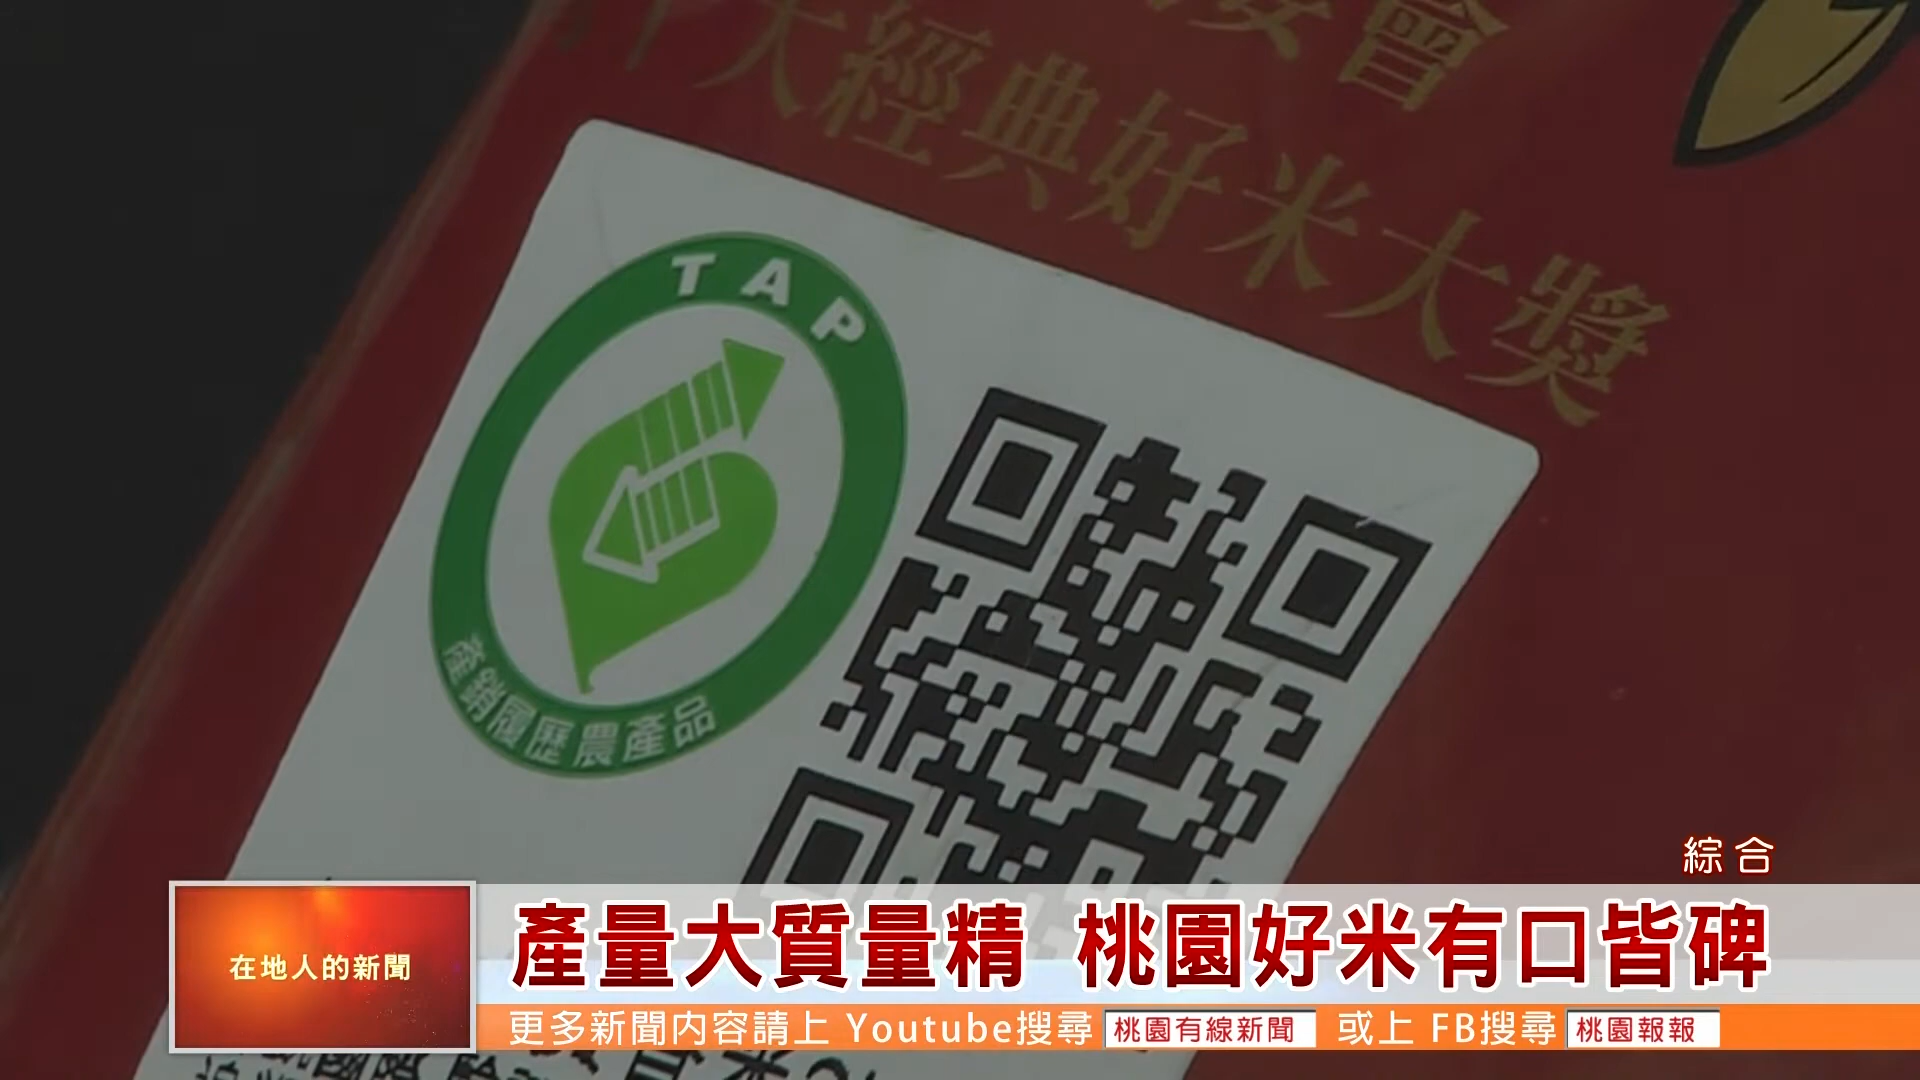 會
大經典好米大獎
TAP
產銷履歷農產品
綜合
在地人的新聞
產量大質量精 桃園好米有口皆碑
更多新聞內容請上 Youtube搜尋 桃園有線新聞 或上 FB搜尋 桃園報報